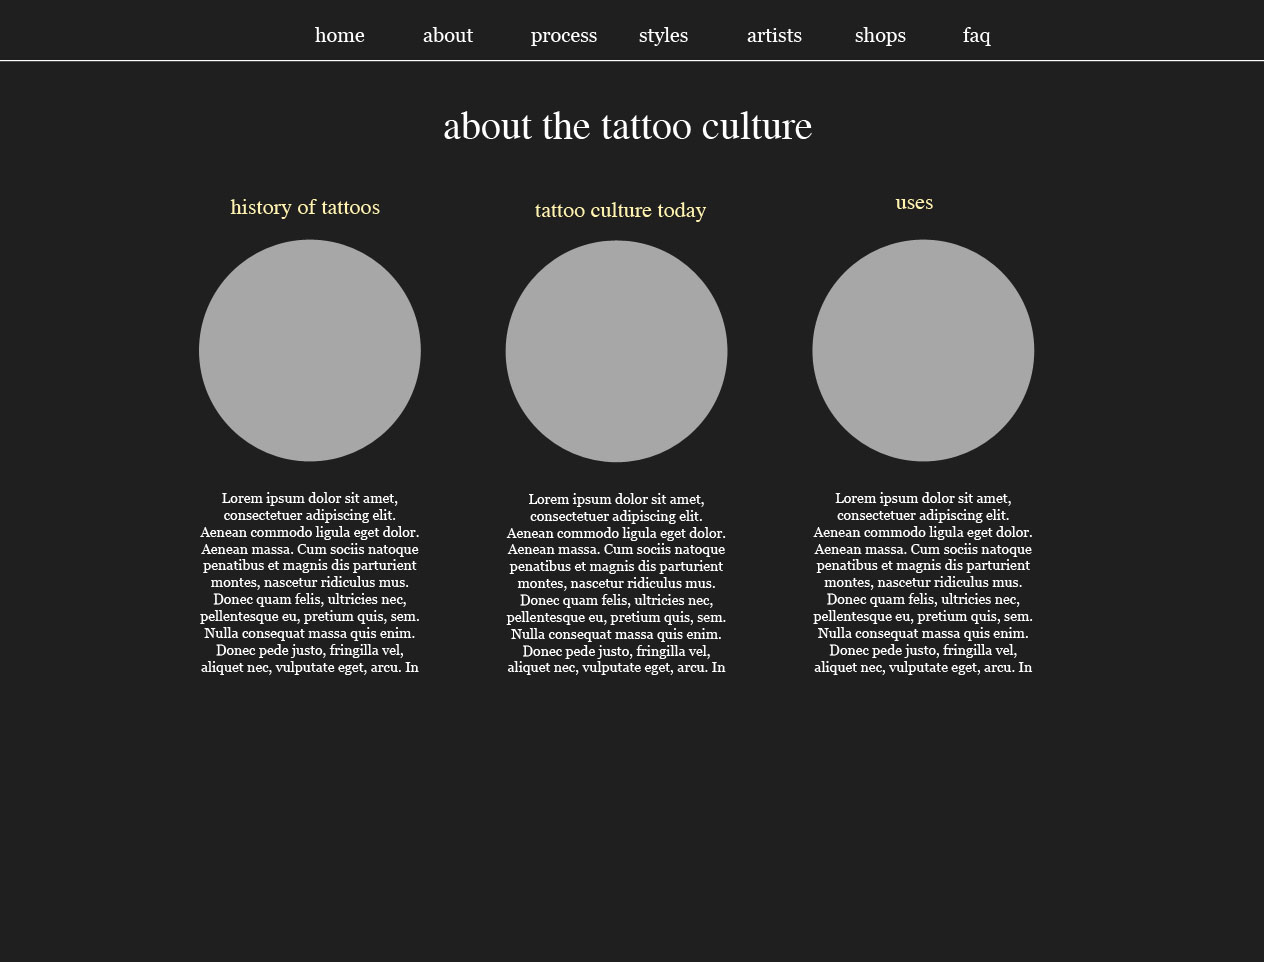 home about process styles artists shops faq
about the tattoo culture
history of tattoos
Lorem ipsum dolor sit amet,
consectetuer adipiscing elit.
Aenean commodo ligula eget dolor.
Aenean massa. Cum sociis natoque
penatibus et magnis dis parturient
montes, nascetur ridiculus mus.
Donec quam felis, ultricies nec,
pellentesque eu, pretium quis, sem.
Nulla consequat massa quis enim.
Donec pede justo, fringilla vel,
aliquet nec, vulputate eget, arcu. In
tattoo culture today
Lorem ipsum dolor sit amet,
consectetuer adipiscing elit.
Aenean commodo ligula eget dolor.
Aenean massa. Cum sociis natoque
penatibus et magnis dis parturient
montes, nascetur ridiculus mus.
Donec quam felis, ultricies nec,
pellentesque eu, pretium quis, sem.
Nulla consequat massa quis enim.
Donec pede justo, fringilla vel,
aliquet nec, vulputate eget, arcu. In
uses
Lorem ipsum dolor sit amet,
consectetuer adipiscing elit.
Aenean commodo ligula eget dolor.
Aenean massa. Cum sociis natoque
penatibus et magnis dis parturient
montes, nascetur ridiculus mus.
Donec quam felis, ultricies nec,
pellentesque eu, pretium quis, sem.
Nulla consequat massa quis enim.
Donec pede justo, fringilla vel,
aliquet nec, vulputate eget, arcu. In